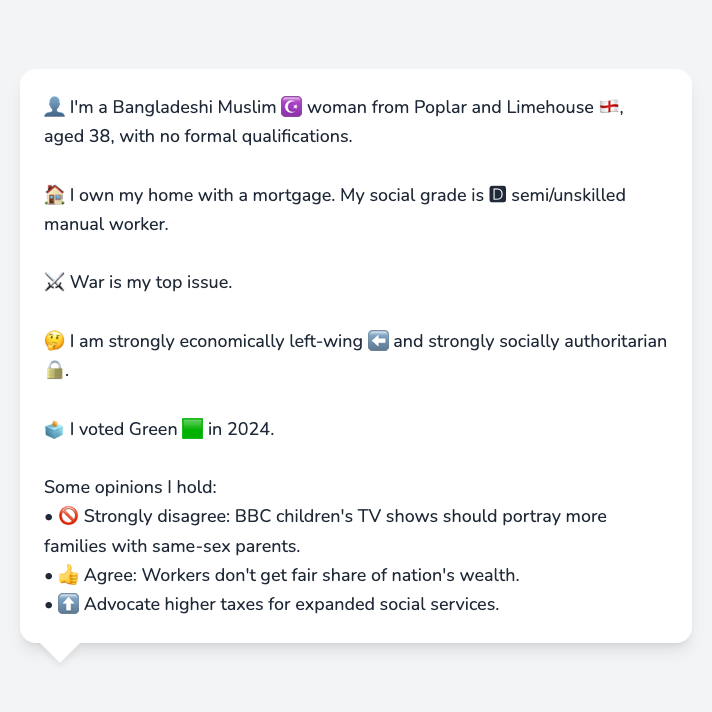 👤 I'm a Bangladeshi Muslim ☪️ woman from Poplar and Limehouse 🏴󠁧󠁢󠁥󠁮󠁧󠁿,
aged 38, with no formal qualifications.
🏠 I own my home with a mortgage. My social grade is 🅳 semi/unskilled
manual worker.
⚔️ War is my top issue.
🤔 I am strongly economically left-wing ⬅️ and strongly socially authoritarian
🔒.
🗳️ I voted Green 🟩 in 2024.
Some opinions I hold:
• 🚫 Strongly disagree: BBC children's TV shows should portray more
families with same-sex parents.
• 👍 Agree: Workers don't get fair share of nation's wealth.
• ⬆️ Advocate higher taxes for expanded social services.